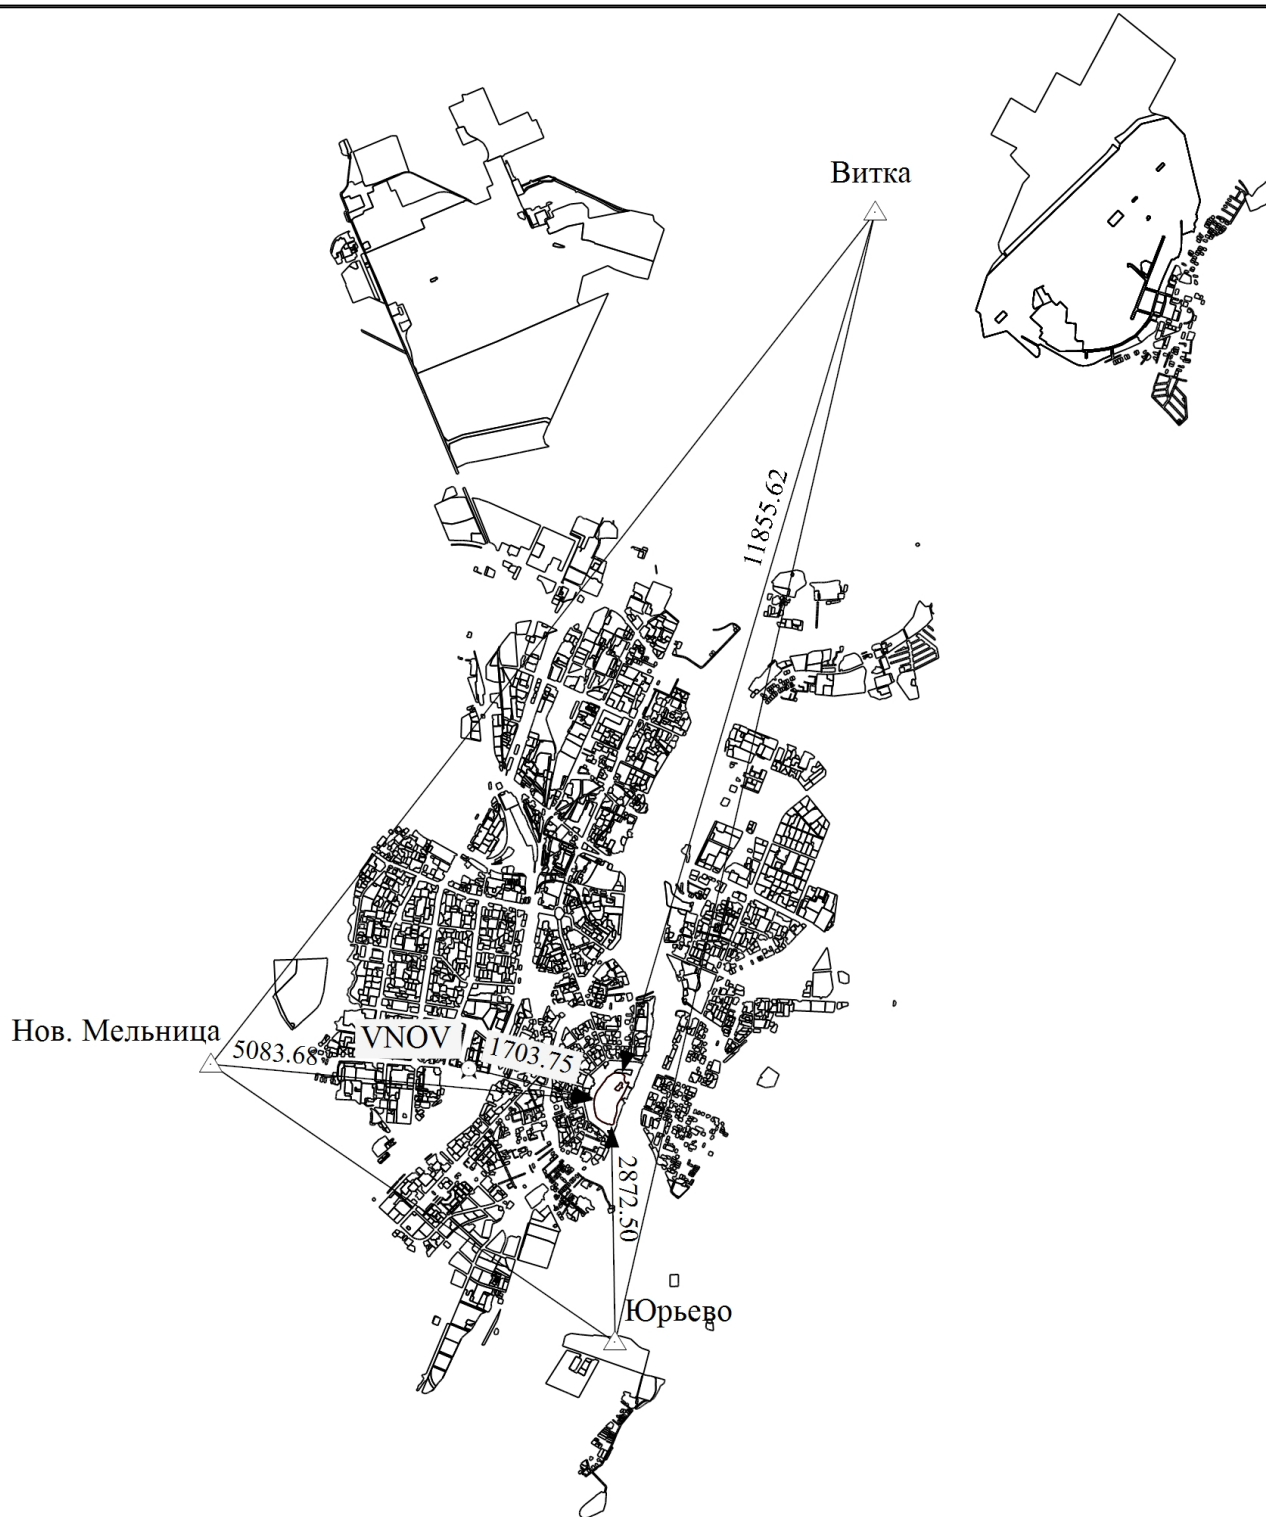 Витка
11855.62
Нов. Мельница
VNOV
5083.68
1703.75
2872.50
Юрьево